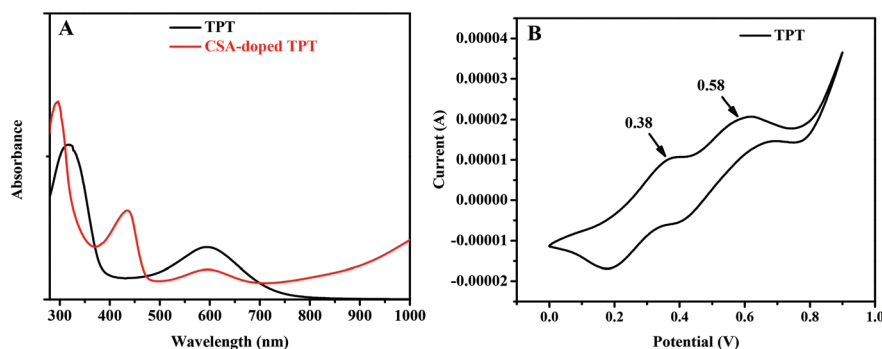 A
TPT
CSA-doped TPT
Absorbance
300 400 500 600 700 800 900 1000
Wavelength (nm)
B
TPT
0.58
0.38
Current (A)
0.00004
0.00003
0.00002
0.00001
0.00000
-0.00001
-0.00002
0.0 0.2 0.4 0.6 0.8 1.0
Potential (V)